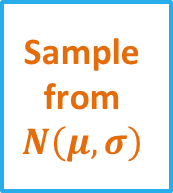 Sample
from
N(μ, σ)